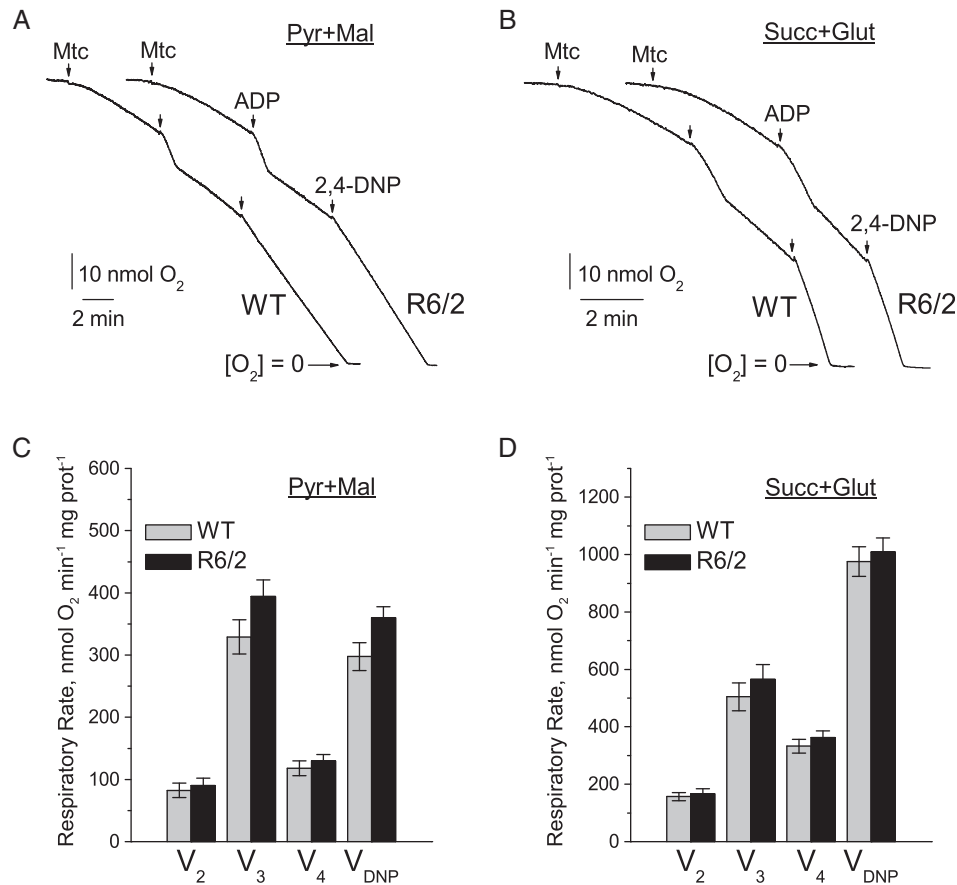 A
Pyr+Mal
Mtc
Mtc
ADP
2,4-DNP
10 nmol O₂
2 min
WT
R6/2
[O₂] = 0
B
Succ+Glut
Mtc
Mtc
ADP
2,4-DNP
10 nmol O₂
2 min
WT
R6/2
[O₂] = 0
C
Pyr+Mal
WT
R6/2
Respiratory Rate, nmol O₂ min⁻¹ mg prot⁻¹
600
500
400
300
200
100
0
V₂ V₃ V₄ V_DNP
D
Succ+Glut
WT
R6/2
Respiratory Rate, nmol O₂ min⁻¹ mg prot⁻¹
1200
1000
800
600
400
200
0
V₂ V₃ V₄ V_DNP